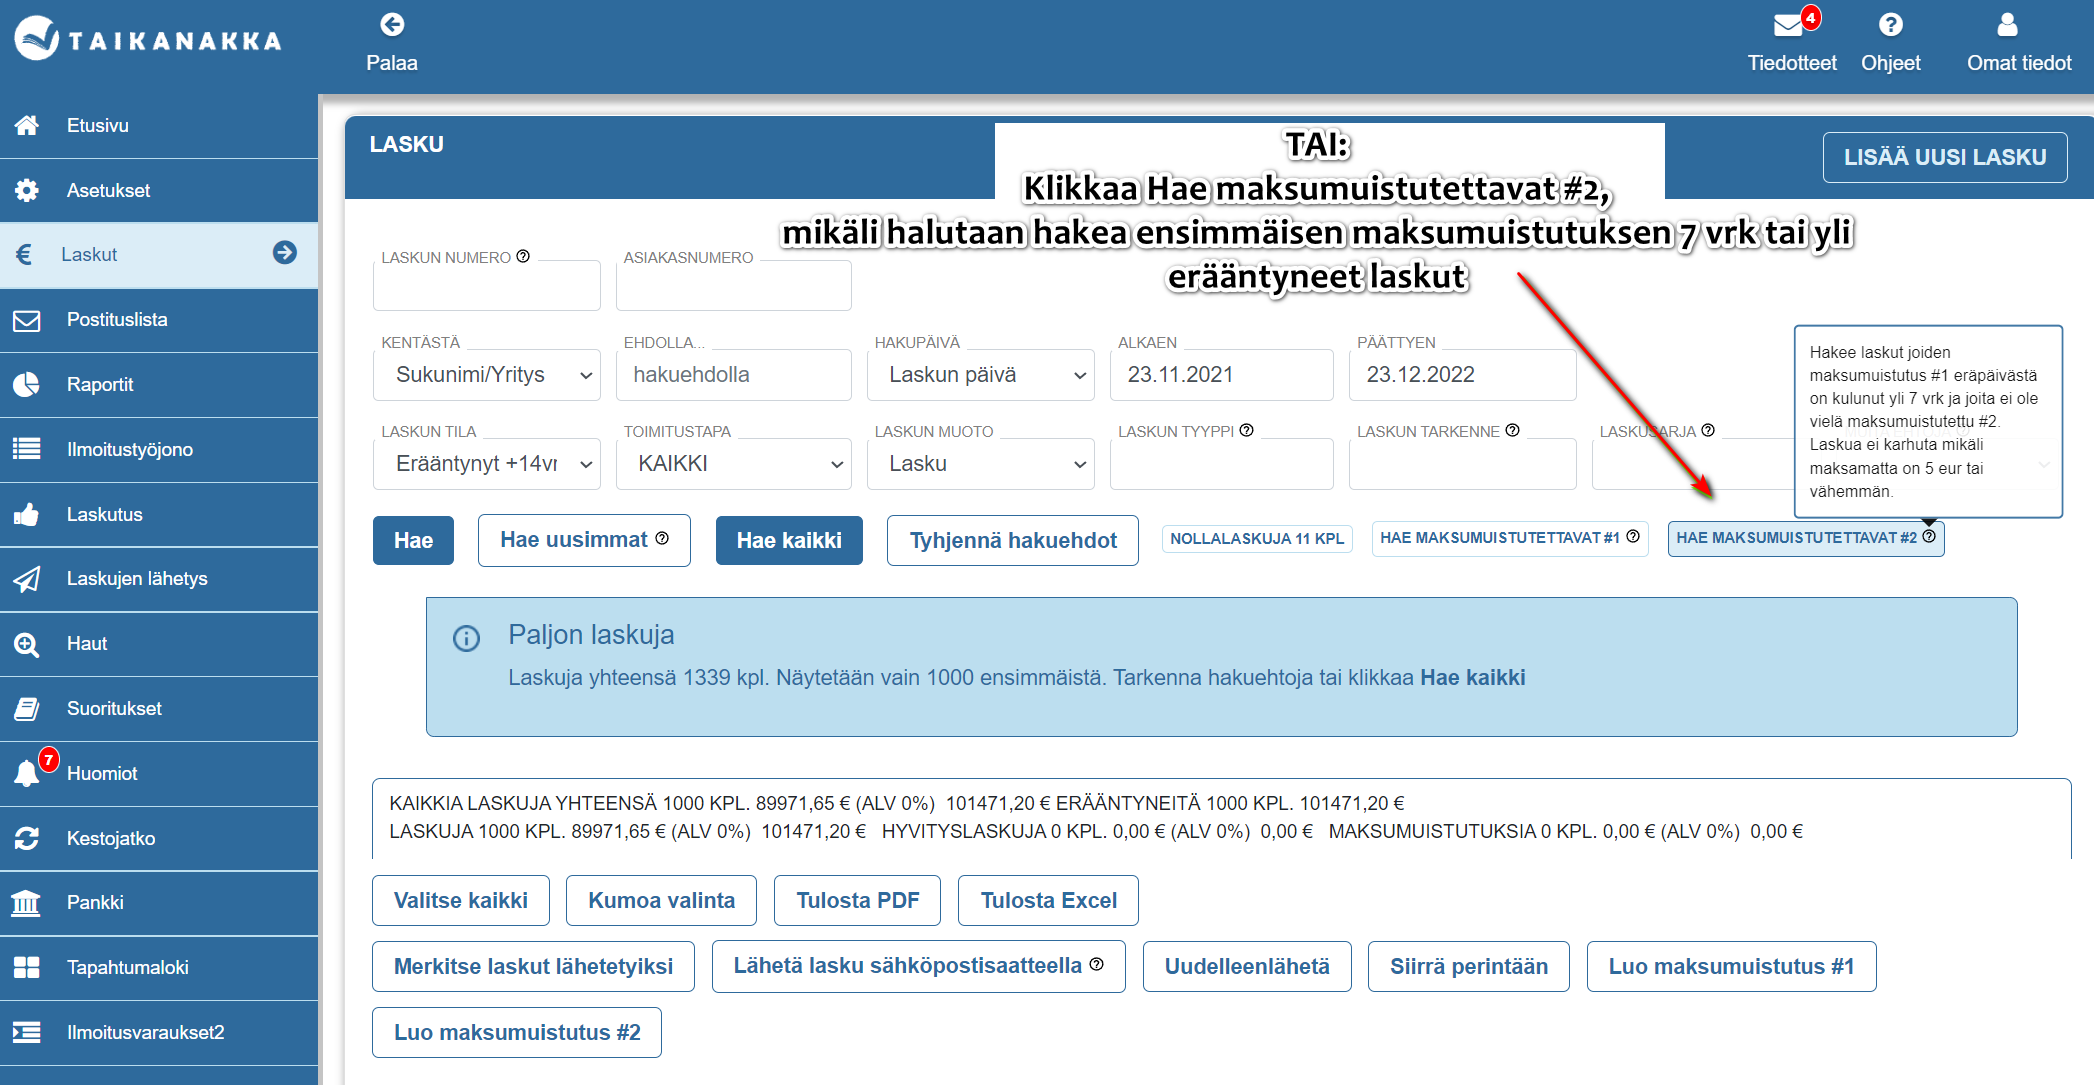 TAIKANAKKA
Palaa
4
Tiedotteet
Ohjeet
Omat tiedot
Etusivu
Asetukset
Laskut
Postituslista
Raportit
Ilmoitustyöjono
Laskutus
Laskujen lähetys
Haut
Suoritukset
7
Huomiot
Kestojatko
Pankki
Tapahtumaloki
Ilmoitusvaraukset2
LASKU
LISÄÄ UUSI LASKU
TAI:
Klikkaa Hae maksumuistutettavat #2,
mikäli halutaan hakea ensimmäisen maksumuistutuksen 7 vrk tai yli
erääntyneet laskut
LASKUN NUMERO
ASIAKASNUMERO
KENTÄSTÄ
EHDOLLA...
HAKUPÄIVÄ
ALKAEN
PÄÄTTYEN
Sukunimi/Yritys
hakuehdolla
Laskun päivä
23.11.2021
23.12.2022
LASKUN TILA
TOIMITUSTAPA
LASKUN MUOTO
LASKUN TYYPPI
LASKUN TARKENNE
LASKUSARJA
Erääntynyt +14vr
KAIKKI
Lasku
Hakee laskut joiden
maksumuistutus #1 eräpäivästä
on kulunut yli 7 vrk ja joita ei ole
vielä maksumuistutettu #2.
Laskua ei karhuta mikäli
maksamatta on 5 eur tai
vähemmän.
Hae
Hae uusimmat
Hae kaikki
Tyhjennä hakuehdot
NOLLALASKUJA 11 KPL
HAE MAKSUMUISTUTETTAVAT #1
HAE MAKSUMUISTUTETTAVAT #2
Paljon laskuja
Laskuja yhteensä 1339 kpl. Näytetään vain 1000 ensimmäistä. Tarkenna hakuehtoja tai klikkaa Hae kaikki
KAIKKIA LASKUJA YHTEENSÄ 1000 KPL. 89971,65 € (ALV 0%) 101471,20 € ERÄÄNTYNEITÄ 1000 KPL. 101471,20 €
LASKUJA 1000 KPL. 89971,65 € (ALV 0%) 101471,20 € HYVITYSLASKUJA 0 KPL. 0,00 € (ALV 0%) 0,00 € MAKSUMUISTUTUKSIA 0 KPL. 0,00 € (ALV 0%) 0,00 €
Valitse kaikki
Kumoa valinta
Tulosta PDF
Tulosta Excel
Merkitse laskut lähetetyiksi
Lähetä lasku sähköpostisaatteella
Uudelleenlähetä
Siirrä perintään
Luo maksumuistutus #1
Luo maksumuistutus #2